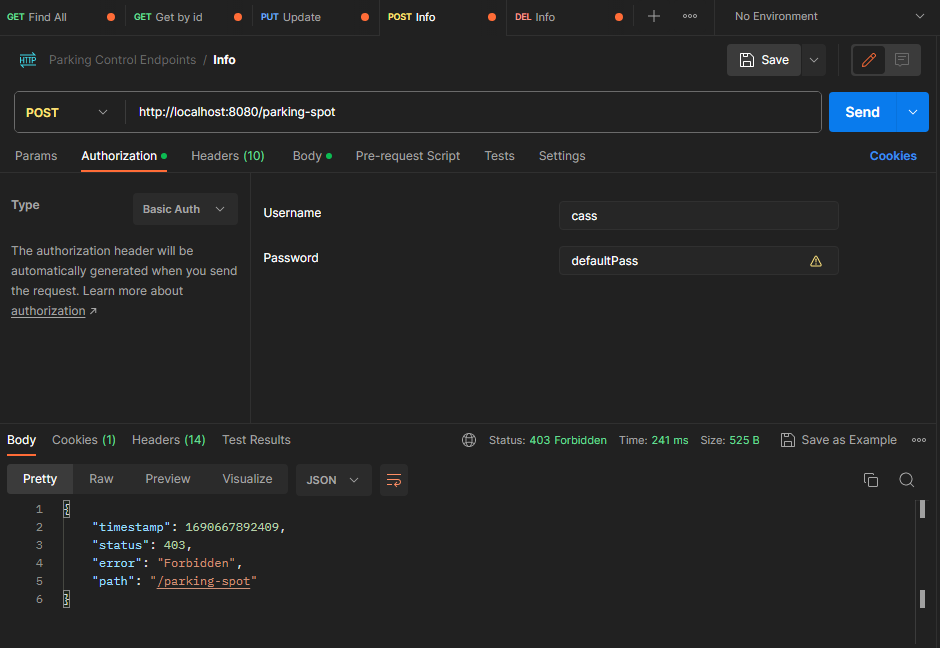 GET Find All GET Get by id PUT Update POST Info DEL Info No Environment
HTTP Parking Control Endpoints / Info Save
POST http://localhost:8080/parking-spot Send
Params Authorization Headers (10) Body Pre-request Script Tests Settings Cookies
Type Basic Auth
The authorization header will be
automatically generated when you send
the request. Learn more about
authorization ↗
Username cass
Password defaultPass
Body Cookies (1) Headers (14) Test Results Status: 403 Forbidden Time: 241 ms Size: 525 B Save as Example
Pretty Raw Preview Visualize JSON
1 {
2 "timestamp": 1690667892409,
3 "status": 403,
4 "error": "Forbidden",
5 "path": "/parking-spot"
6 }